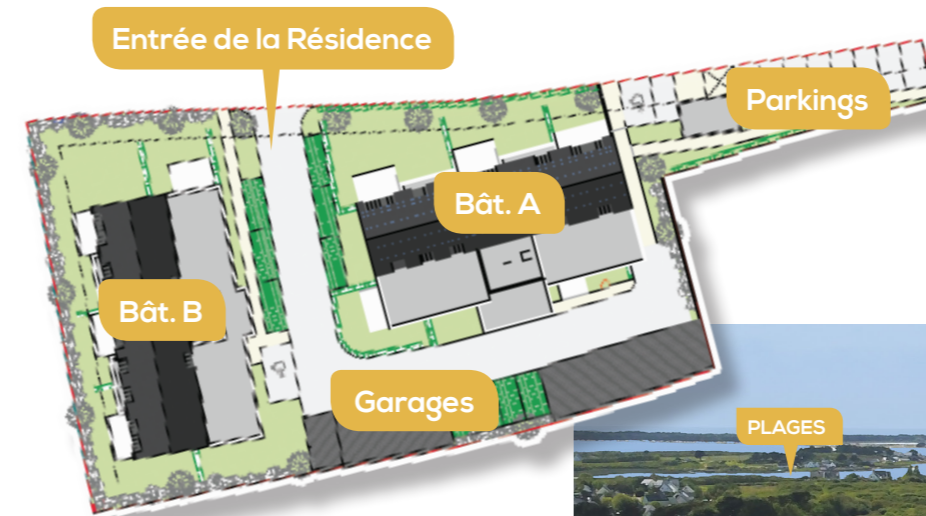 Entrée de la Résidence
Parkings
Bât. A
Bât. B
Garages
PLAGES